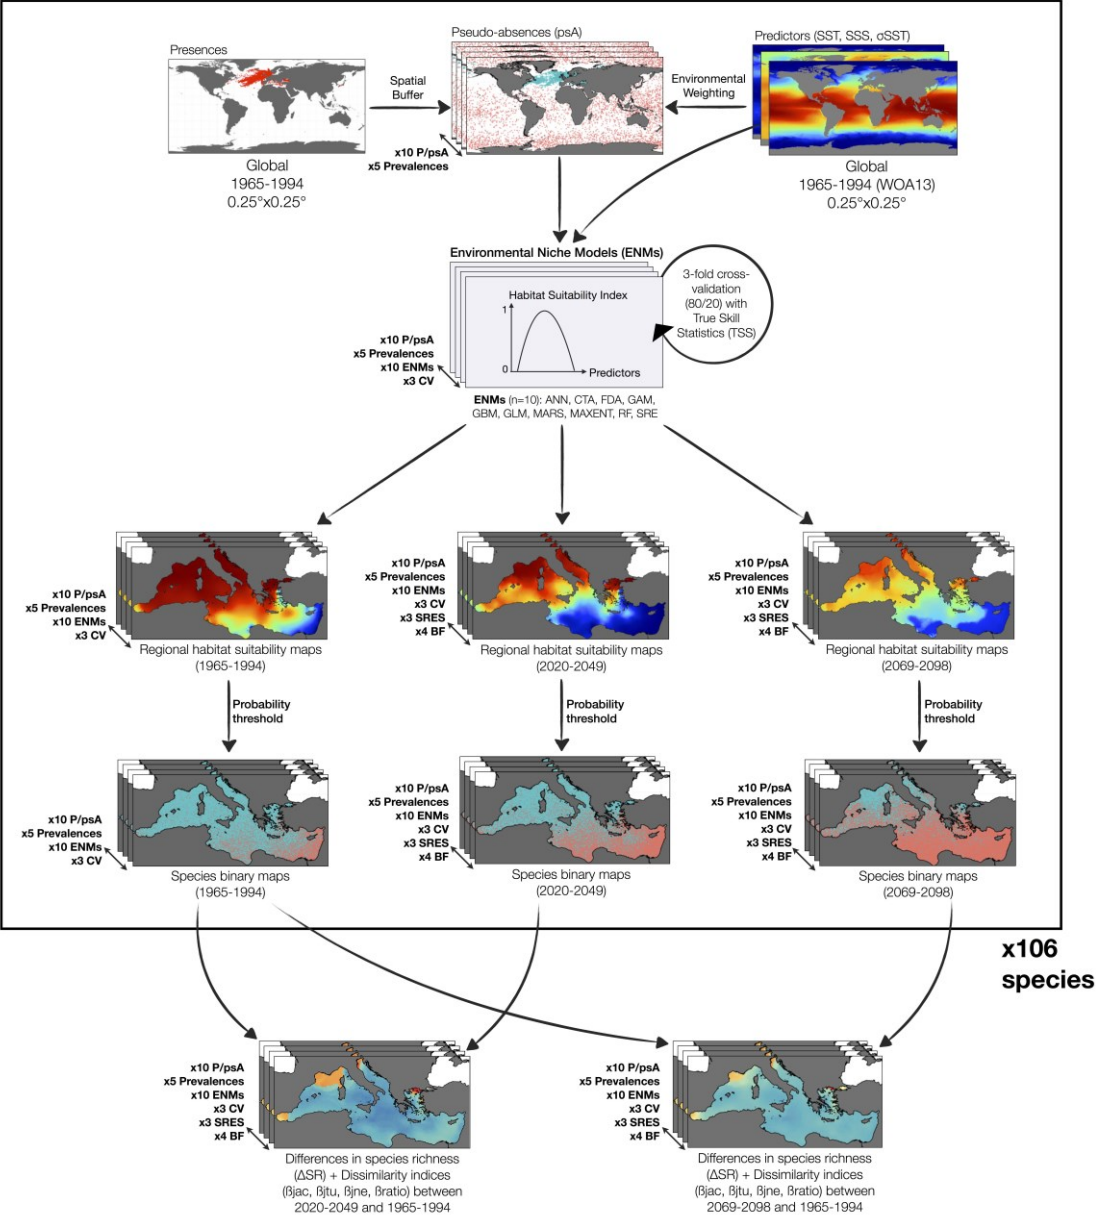 Presences
Global
1965-1994
0.25°x0.25°
Spatial
Buffer
Pseudo-absences (psA)
x10 P/psA
x5 Prevalences
Environmental
Weighting
Predictors (SST, SSS, σSST)
Global
1965-1994 (WOA13)
0.25°x0.25°
Environmental Niche Models (ENMs)
Habitat Suitability Index
1
0
Predictors
3-fold cross-
validation
(80/20) with
True Skill
Statistics (TSS)
x10 P/psA
x5 Prevalences
x10 ENMs
x3 CV
ENMs (n=10): ANN, CTA, FDA, GAM,
GBM, GLM, MARS, MAXENT, RF, SRE
x10 P/psA
x5 Prevalences
x10 ENMs
x3 CV
Regional habitat suitability maps
(1965-1994)
x10 P/psA
x5 Prevalences
x10 ENMs
x3 CV
x3 SRES
x4 BF
Regional habitat suitability maps
(2020-2049)
x10 P/psA
x5 Prevalences
x10 ENMs
x3 CV
x3 SRES
x4 BF
Regional habitat suitability maps
(2069-2098)
Probability
threshold
Probability
threshold
Probability
threshold
x10 P/psA
x5 Prevalences
x10 ENMs
x3 CV
Species binary maps
(1965-1994)
x10 P/psA
x5 Prevalences
x10 ENMs
x3 CV
x3 SRES
x4 BF
Species binary maps
(2020-2049)
x10 P/psA
x5 Prevalences
x10 ENMs
x3 CV
x3 SRES
x4 BF
Species binary maps
(2069-2098)
x106
species
x10 P/psA
x5 Prevalences
x10 ENMs
x3 CV
x3 SRES
x4 BF
Differences in species richness
(ΔSR) + Dissimilarity indices
(ßjac, ßjtu, ßjne, ßratio) between
2020-2049 and 1965-1994
x10 P/psA
x5 Prevalences
x10 ENMs
x3 CV
x3 SRES
x4 BF
Differences in species richness
(ΔSR) + Dissimilarity indices
(ßjac, ßjtu, ßjne, ßratio) between
2069-2098 and 1965-1994